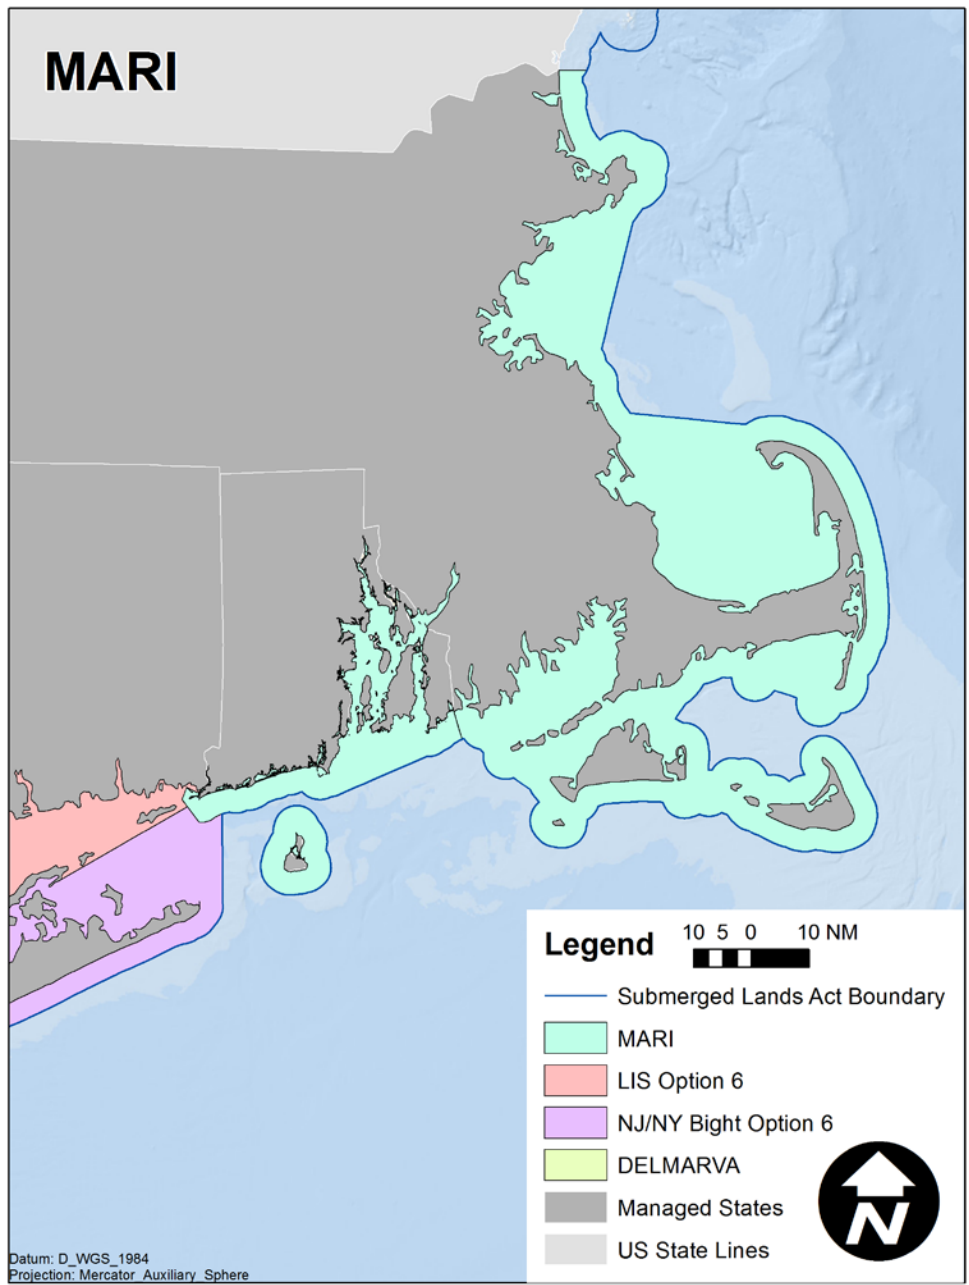 MARI
Legend
10 5 0 10 NM
Submerged Lands Act Boundary
MARI
LIS Option 6
NJ/NY Bight Option 6
DELMARVA
Managed States
US State Lines
N
Datum: D_WGS_1984
Projection: Mercator_Auxiliary_Sphere